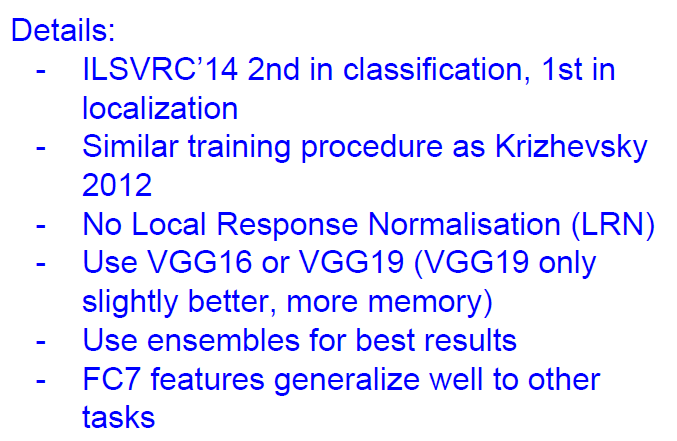 Details:
- ILSVRC’14 2nd in classification, 1st in
localization
- Similar training procedure as Krizhevsky
2012
- No Local Response Normalisation (LRN)
- Use VGG16 or VGG19 (VGG19 only
slightly better, more memory)
- Use ensembles for best results
- FC7 features generalize well to other
tasks